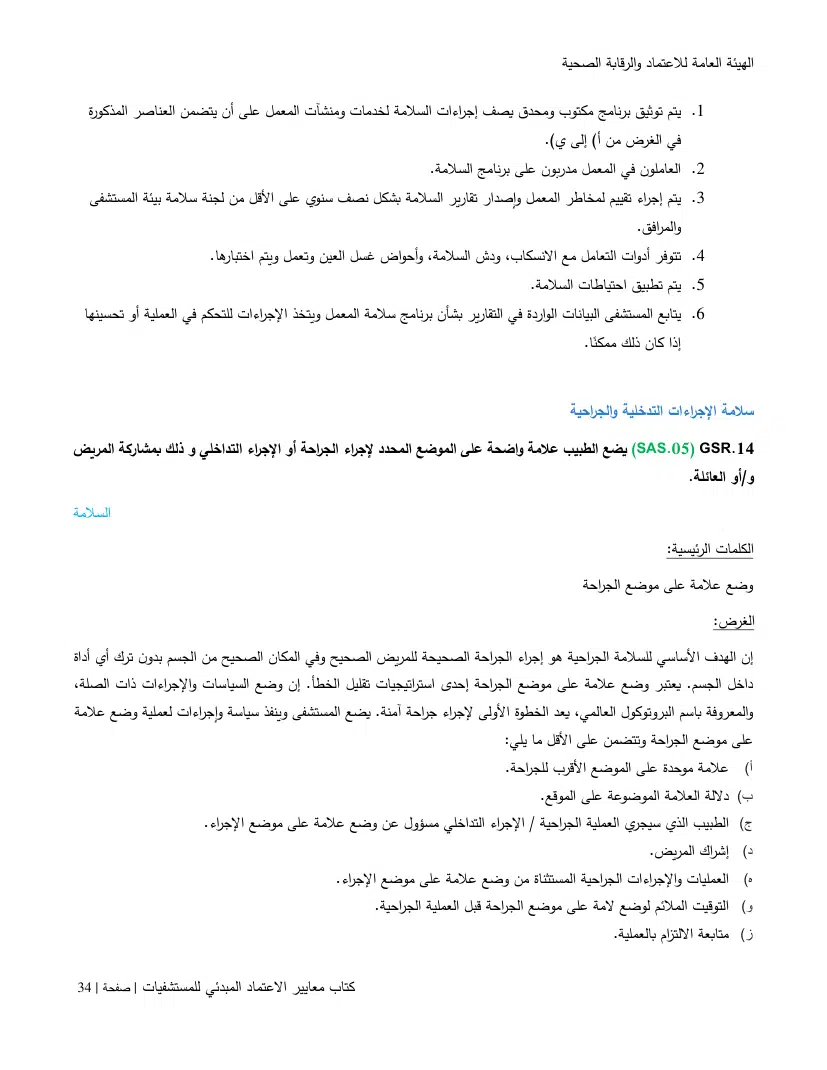 الهيئة العامة للاعتماد والرقابة الصحية
1. يتم توثيق برنامج مكتوب ومحدق يصف إجراءات السلامة لخدمات ومنشآت المعمل على أن يتضمن العناصر المذكورة
في الغرض من أ) إلى ي).
2. العاملون في المعمل مدربون على برنامج السلامة.
3. يتم إجراء تقييم لمخاطر المعمل وإصدار تقارير السلامة بشكل نصف سنوي على الأقل من لجنة سلامة بيئة المستشفى
والمرافق.
4. تتوفر أدوات التعامل مع الانسكاب، ودش السلامة، وأحواض غسل العين وتعمل ويتم اختبارها.
5. يتم تطبيق احتياطات السلامة.
6. يتابع المستشفى البيانات الواردة في التقارير بشأن برنامج سلامة المعمل ويتخذ الإجراءات للتحكم في العملية أو تحسينها
إذا كان ذلك ممكنًا.
سلامة الإجراءات التدخلية والجراحية
GSR.14 (SAS.05) يضع الطبيب علامة واضحة على الموضع المحدد لإجراء الجراحة أو الإجراء التداخلي و ذلك بمشاركة المريض
و/أو العائلة.
السلامة
الكلمات الرئيسية:
وضع علامة على موضع الجراحة
الغرض:
إن الهدف الأساسي للسلامة الجراحية هو إجراء الجراحة الصحيحة للمريض الصحيح وفي المكان الصحيح من الجسم بدون ترك أي أداة
داخل الجسم. يعتبر وضع علامة على موضع الجراحة إحدى استراتيجيات تقليل الخطأ. إن وضع السياسات والإجراءات ذات الصلة،
والمعروفة باسم البروتوكول العالمي، يعد الخطوة الأولى لإجراء جراحة آمنة. يضع المستشفى وينفذ سياسة وإجراءات لعملية وضع علامة
على موضع الجراحة وتتضمن على الأقل ما يلي:
أ) علامة موحدة على الموضع الأقرب للجراحة.
ب) دلالة العلامة الموضوعة على الموقع.
ج) الطبيب الذي سيجري العملية الجراحية / الإجراء التداخلي مسؤول عن وضع علامة على موضع الإجراء.
د) إشراك المريض.
ه) العمليات والإجراءات الجراحية المستثناة من وضع علامة على موضع الإجراء.
و) التوقيت الملائم لوضع لامة على موضع الجراحة قبل العملية الجراحية.
ز) متابعة الالتزام بالعملية.
كتاب معايير الاعتماد المبدئي للمستشفيات | صفحة | 34